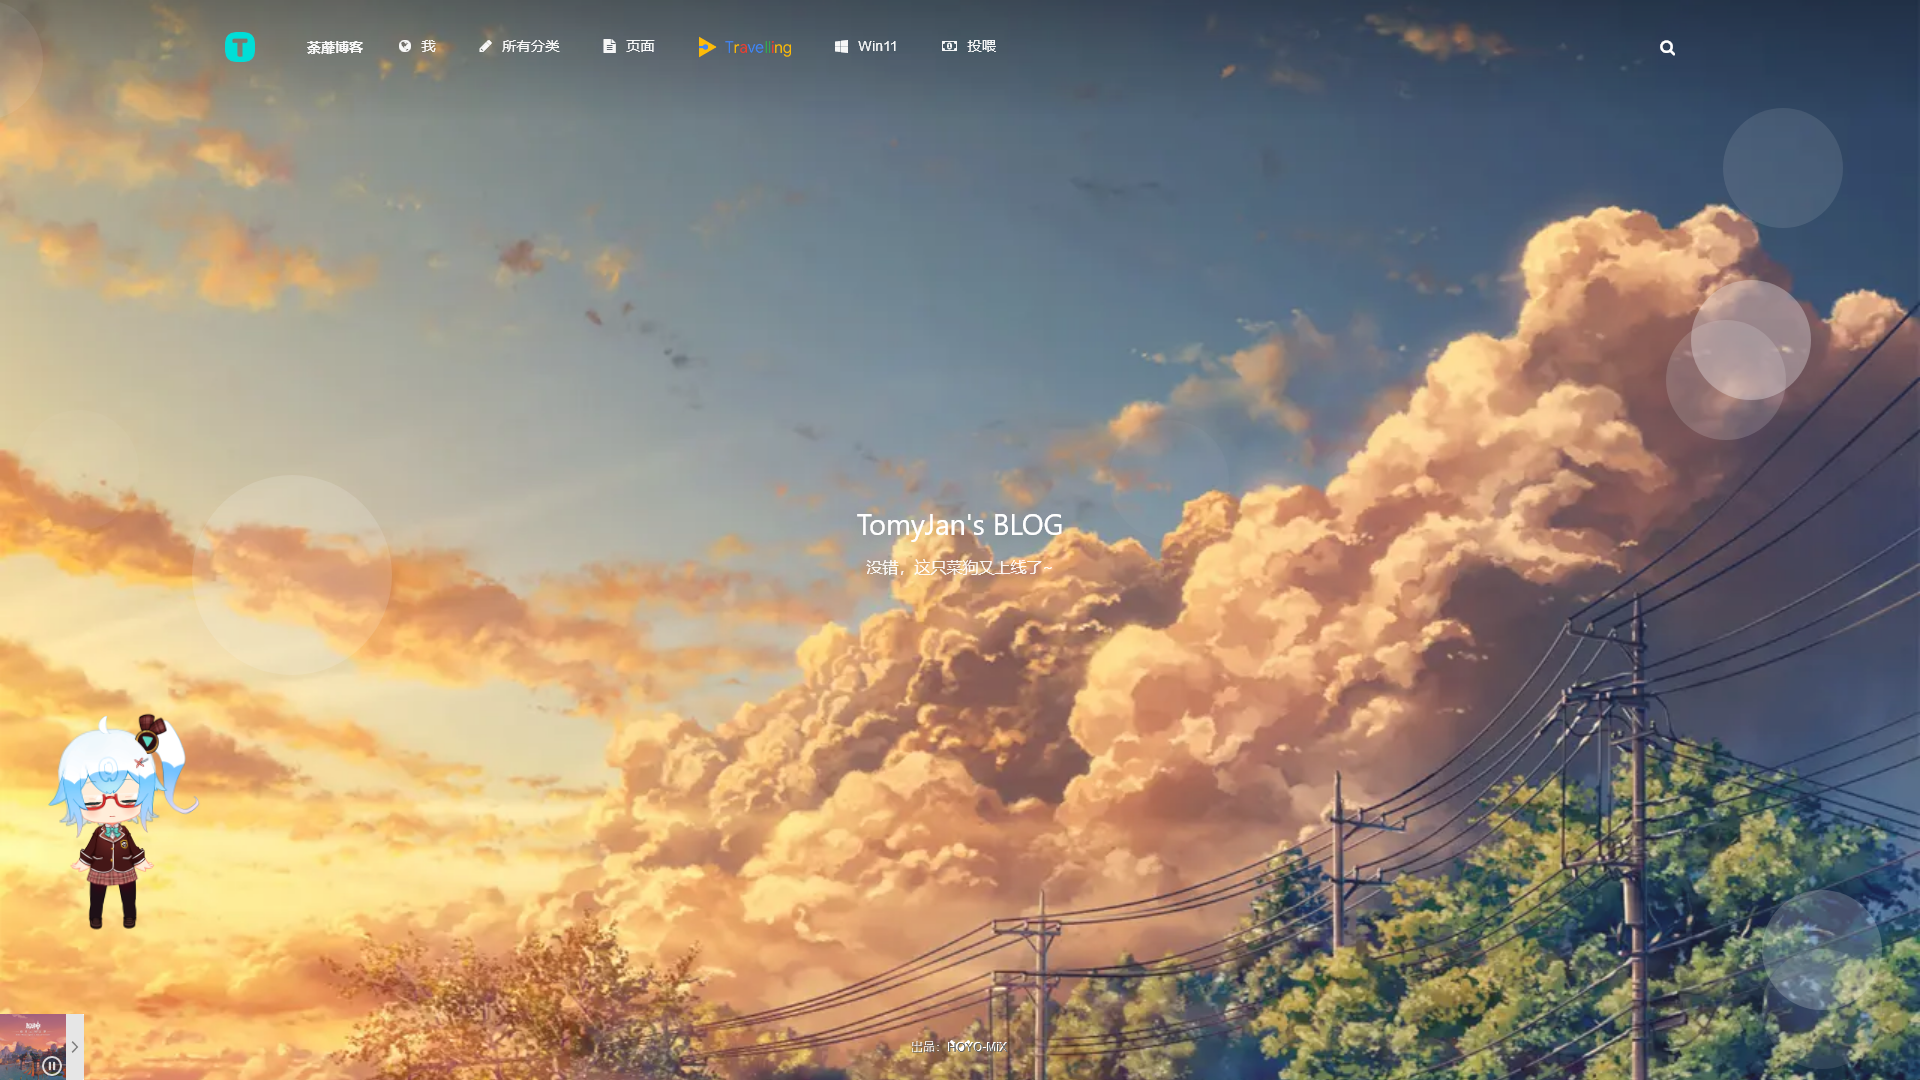 T 荼蘼博客 我 所有分类 页面 Travelling Win11 投喂
TomyJan's BLOG
没错，这只菜狗又上线了~
出品：HOYO-MiX